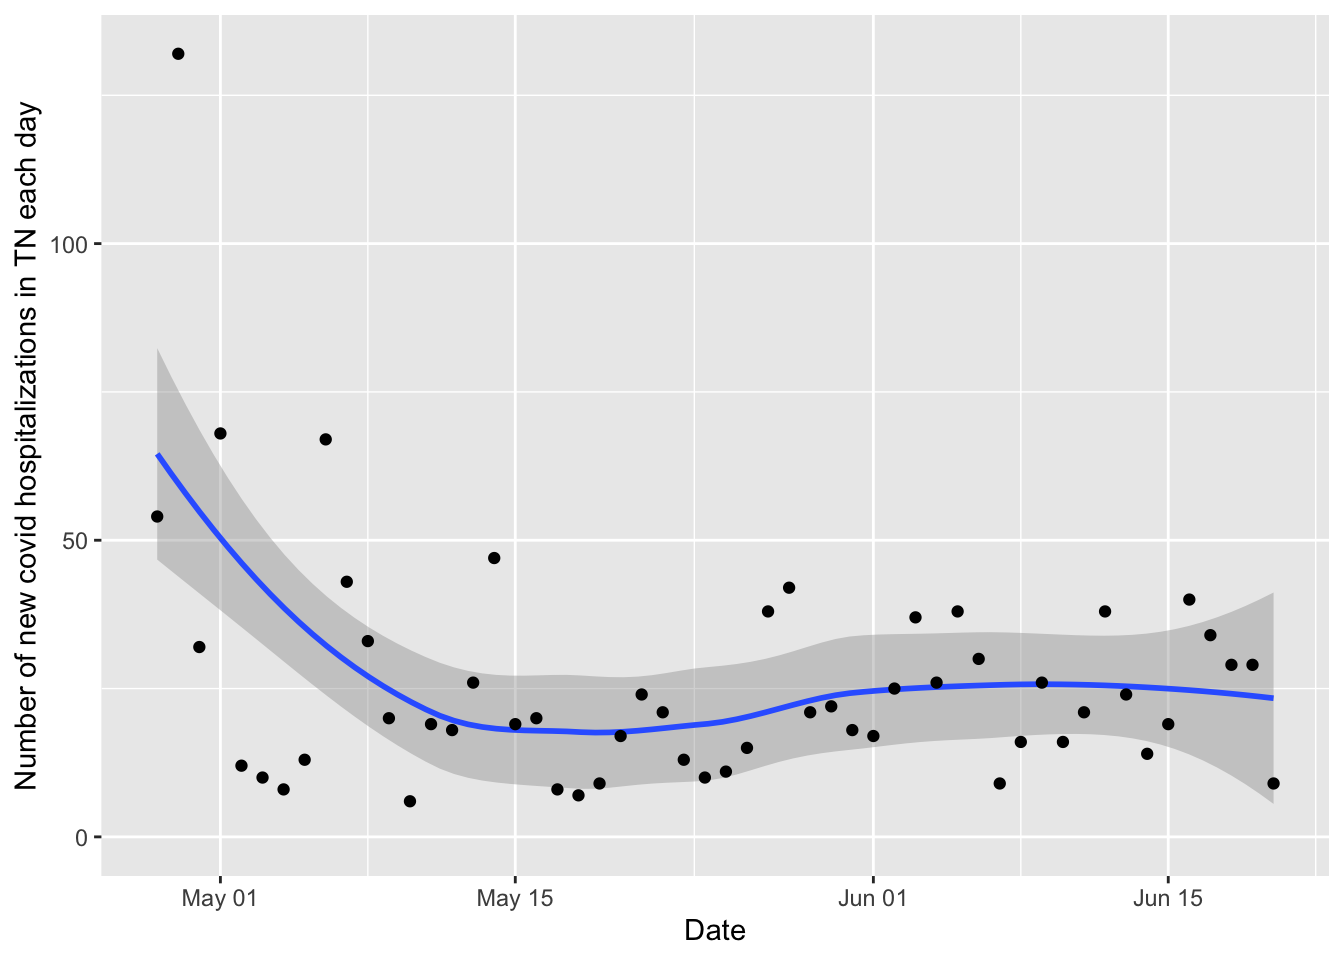 Number of new covid hospitalizations in TN each day
100
50
0
May 01
May 15
Jun 01
Jun 15
Date